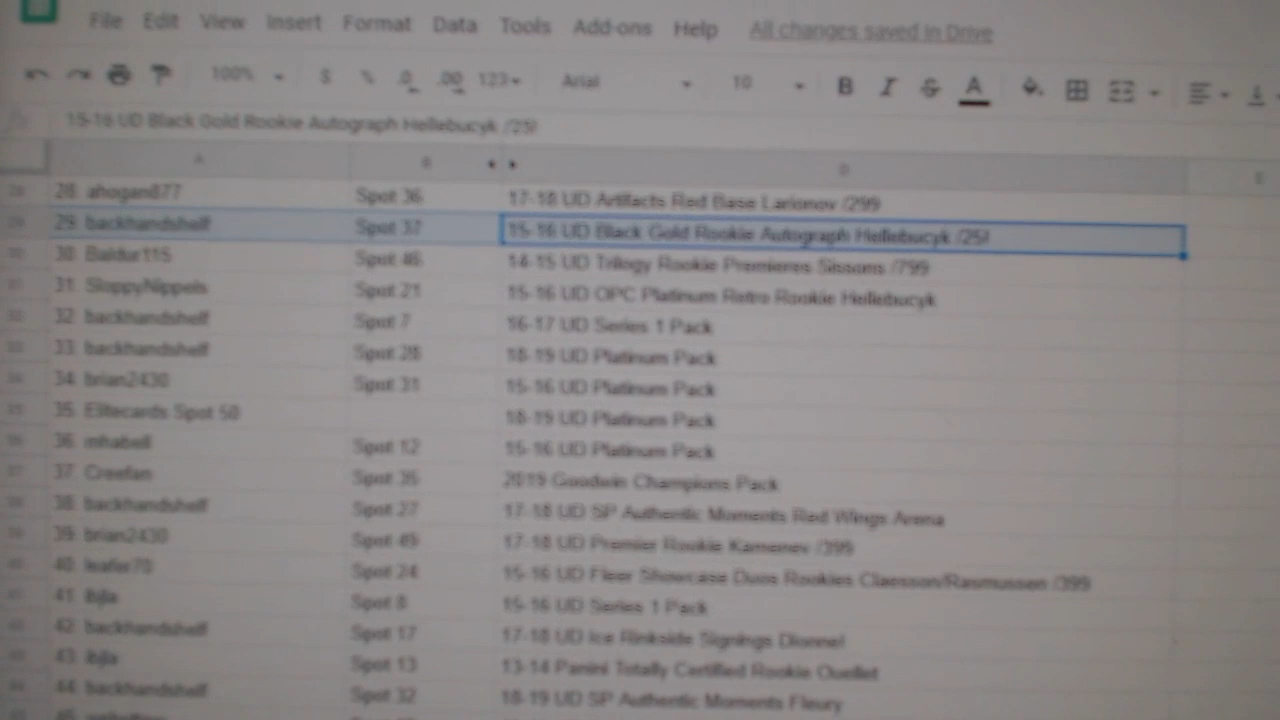 File Edit View Insert Format Data Tools Add-ons Help All changes saved in Drive
100% $ % .0 .00 123 Arial 10 B I S A
15-16 UD Black Gold Rookie Autograph Hellebucyk /25!
A B D E
28. ahogan877 Spot 36 17-18 UD Artifacts Red Base Larionov /299
29. backhandshelf Spot 37 15-16 UD Black Gold Rookie Autograph Hellebucyk /25!
30. Baldur115 Spot 46 14-15 UD Trilogy Rookie Premieres Sissons /799
31. SloppyNippels Spot 21 15-16 UD OPC Platinum Retro Rookie Hellebucyk
32. backhandshelf Spot 7 16-17 UD Series 1 Pack
33. backhandshelf Spot 28 18-19 UD Platinum Pack
34. brian2430 Spot 31 15-16 UD Platinum Pack
35. Elitecards Spot 50 18-19 UD Platinum Pack
36. mhabell Spot 12 15-16 UD Platinum Pack
37. Creefan Spot 35 2019 Goodwin Champions Pack
38. backhandshelf Spot 27 17-18 UD SP Authentic Moments Red Wings Arena
39. brian2430 Spot 49 17-18 UD Premier Rookie Kamenev /399
40. leafer70 Spot 24 15-16 UD Fleer Showcase Duos Rookies Claesson/Rasmussen /399
41. Spot 8 15-16 UD Series 1 Pack
42. backhandshelf Spot 17 17-18 UD Ice Rinkside Signings Dionne!
43. Spot 13 13-14 Panini Totally Certified Rookie Ouellet
44. backhandshelf Spot 32 18-19 UD SP Authentic Moments Fleury